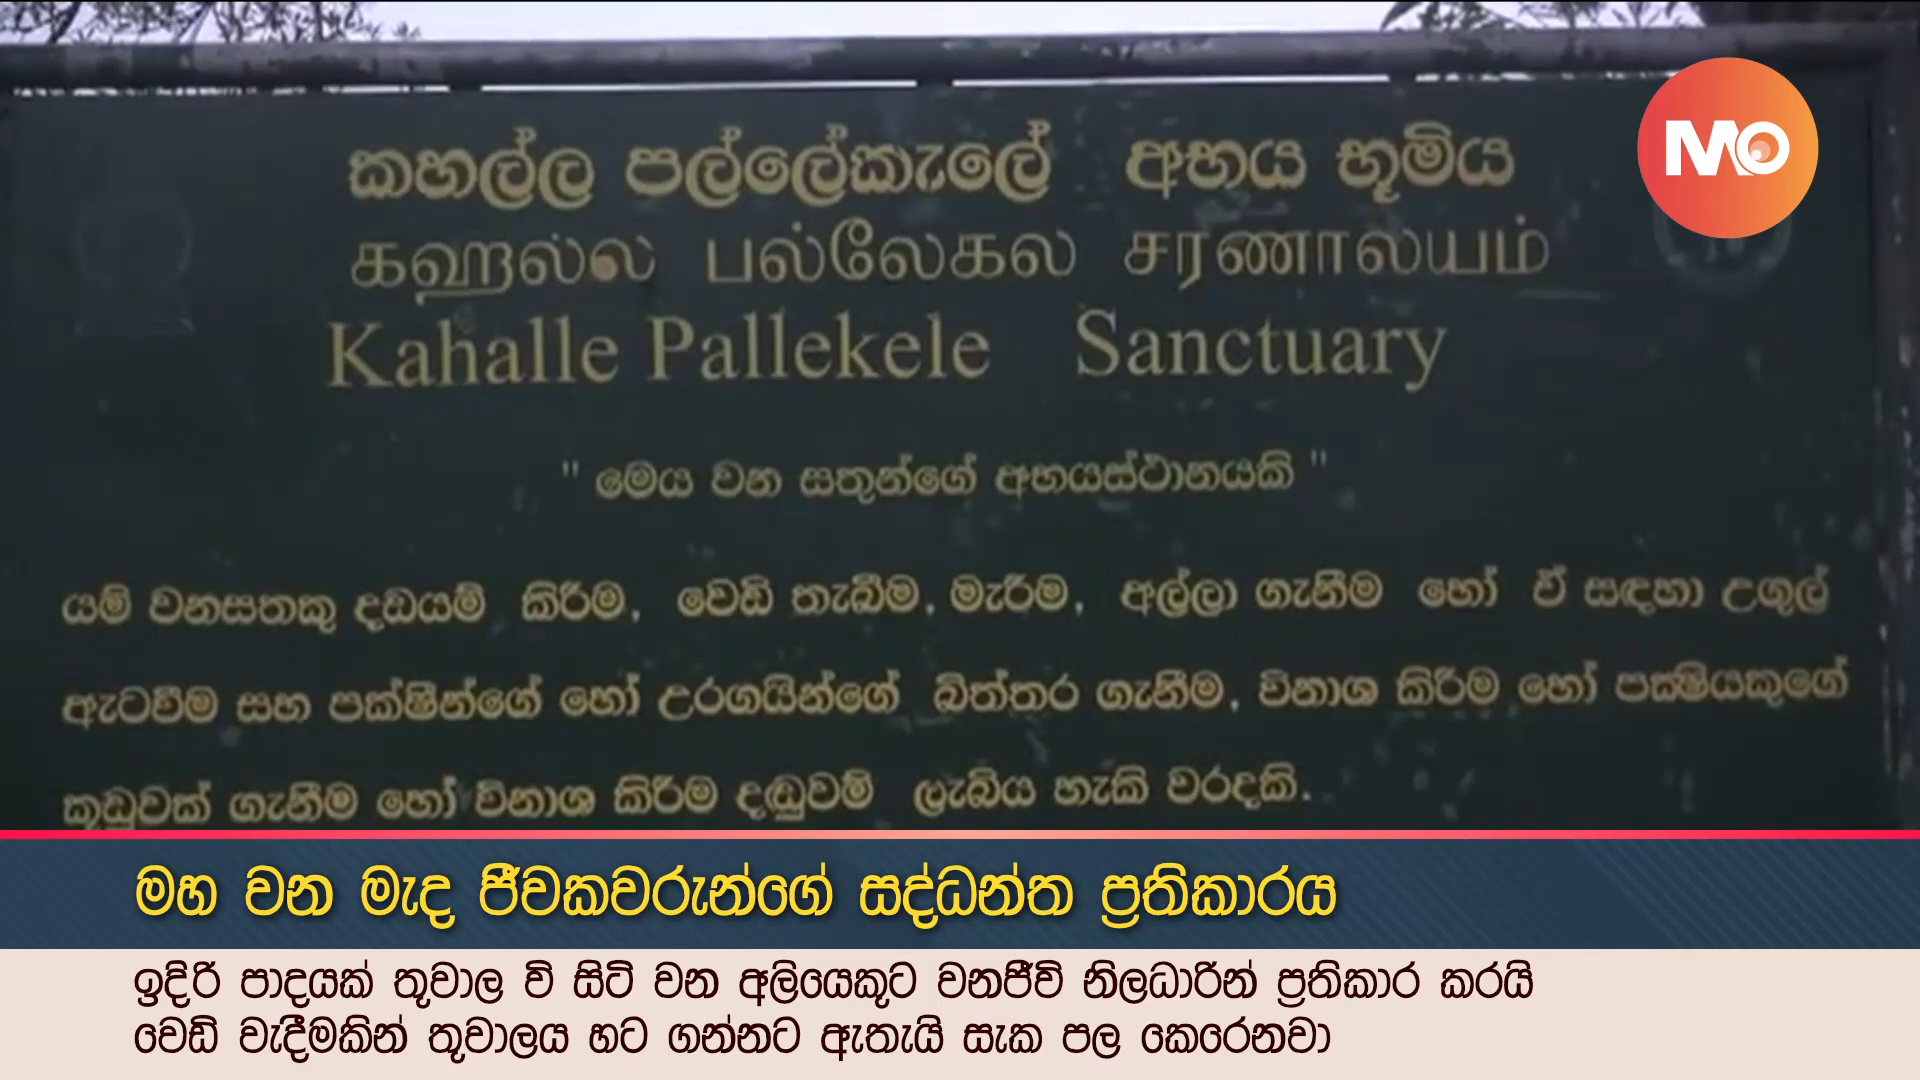 කහල්ල පල්ලේකැලේ අභය භූමිය
கஹல்ல பல்லேகல சரணாலயம்
Kahalle Pallekele Sanctuary
" මෙය වන සතුන්ගේ අභයස්ථානයකි "
යම් වනසතකු දඩයම් කිරීම, වෙඩි තැබීම, මැරීම, අල්ලා ගැනීම හෝ ඒ සඳහා උගුල්
ඇටවීම සහ පක්ෂීන්ගේ හෝ උරගයින්ගේ බිත්තර ගැනීම, විනාශ කිරීම හෝ පක්ෂියකුගේ
කූඩුවක් ගැනීම හෝ විනාශ කිරීම දඬුවම් ලැබිය හැකි වරදකි.
MO
මහ වන මැද ජීවකවරුන්ගේ සද්ධන්ත ප්‍රතිකාරය
ඉදිරි පාදයක් තුවාල වි සිටි වන අලියෙකුට වනජීවි නිලධාරින් ප්‍රතිකාර කරයි
වෙඩි වැදීමකින් තුවාලය හට ගන්නට ඇතැයි සැක පල කෙරෙනවා